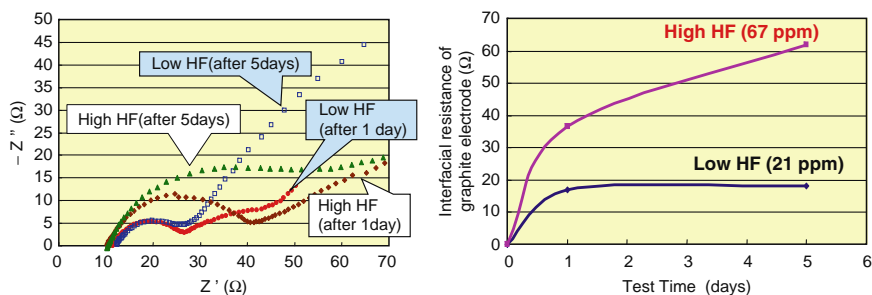 50
45
40
35
30
25
20
15
10
5
0
– Z" (Ω)
Low HF(after 5days)
High HF(after 5days)
Low HF
(after 1 day)
High HF
(after 1day)
0 10 20 30 40 50 60 70
Z ' (Ω)
70
60
50
40
30
20
10
0
Interfacial resistance of
graphite electrode (Ω)
High HF (67 ppm)
Low HF (21 ppm)
0 1 2 3 4 5 6
Test Time (days)